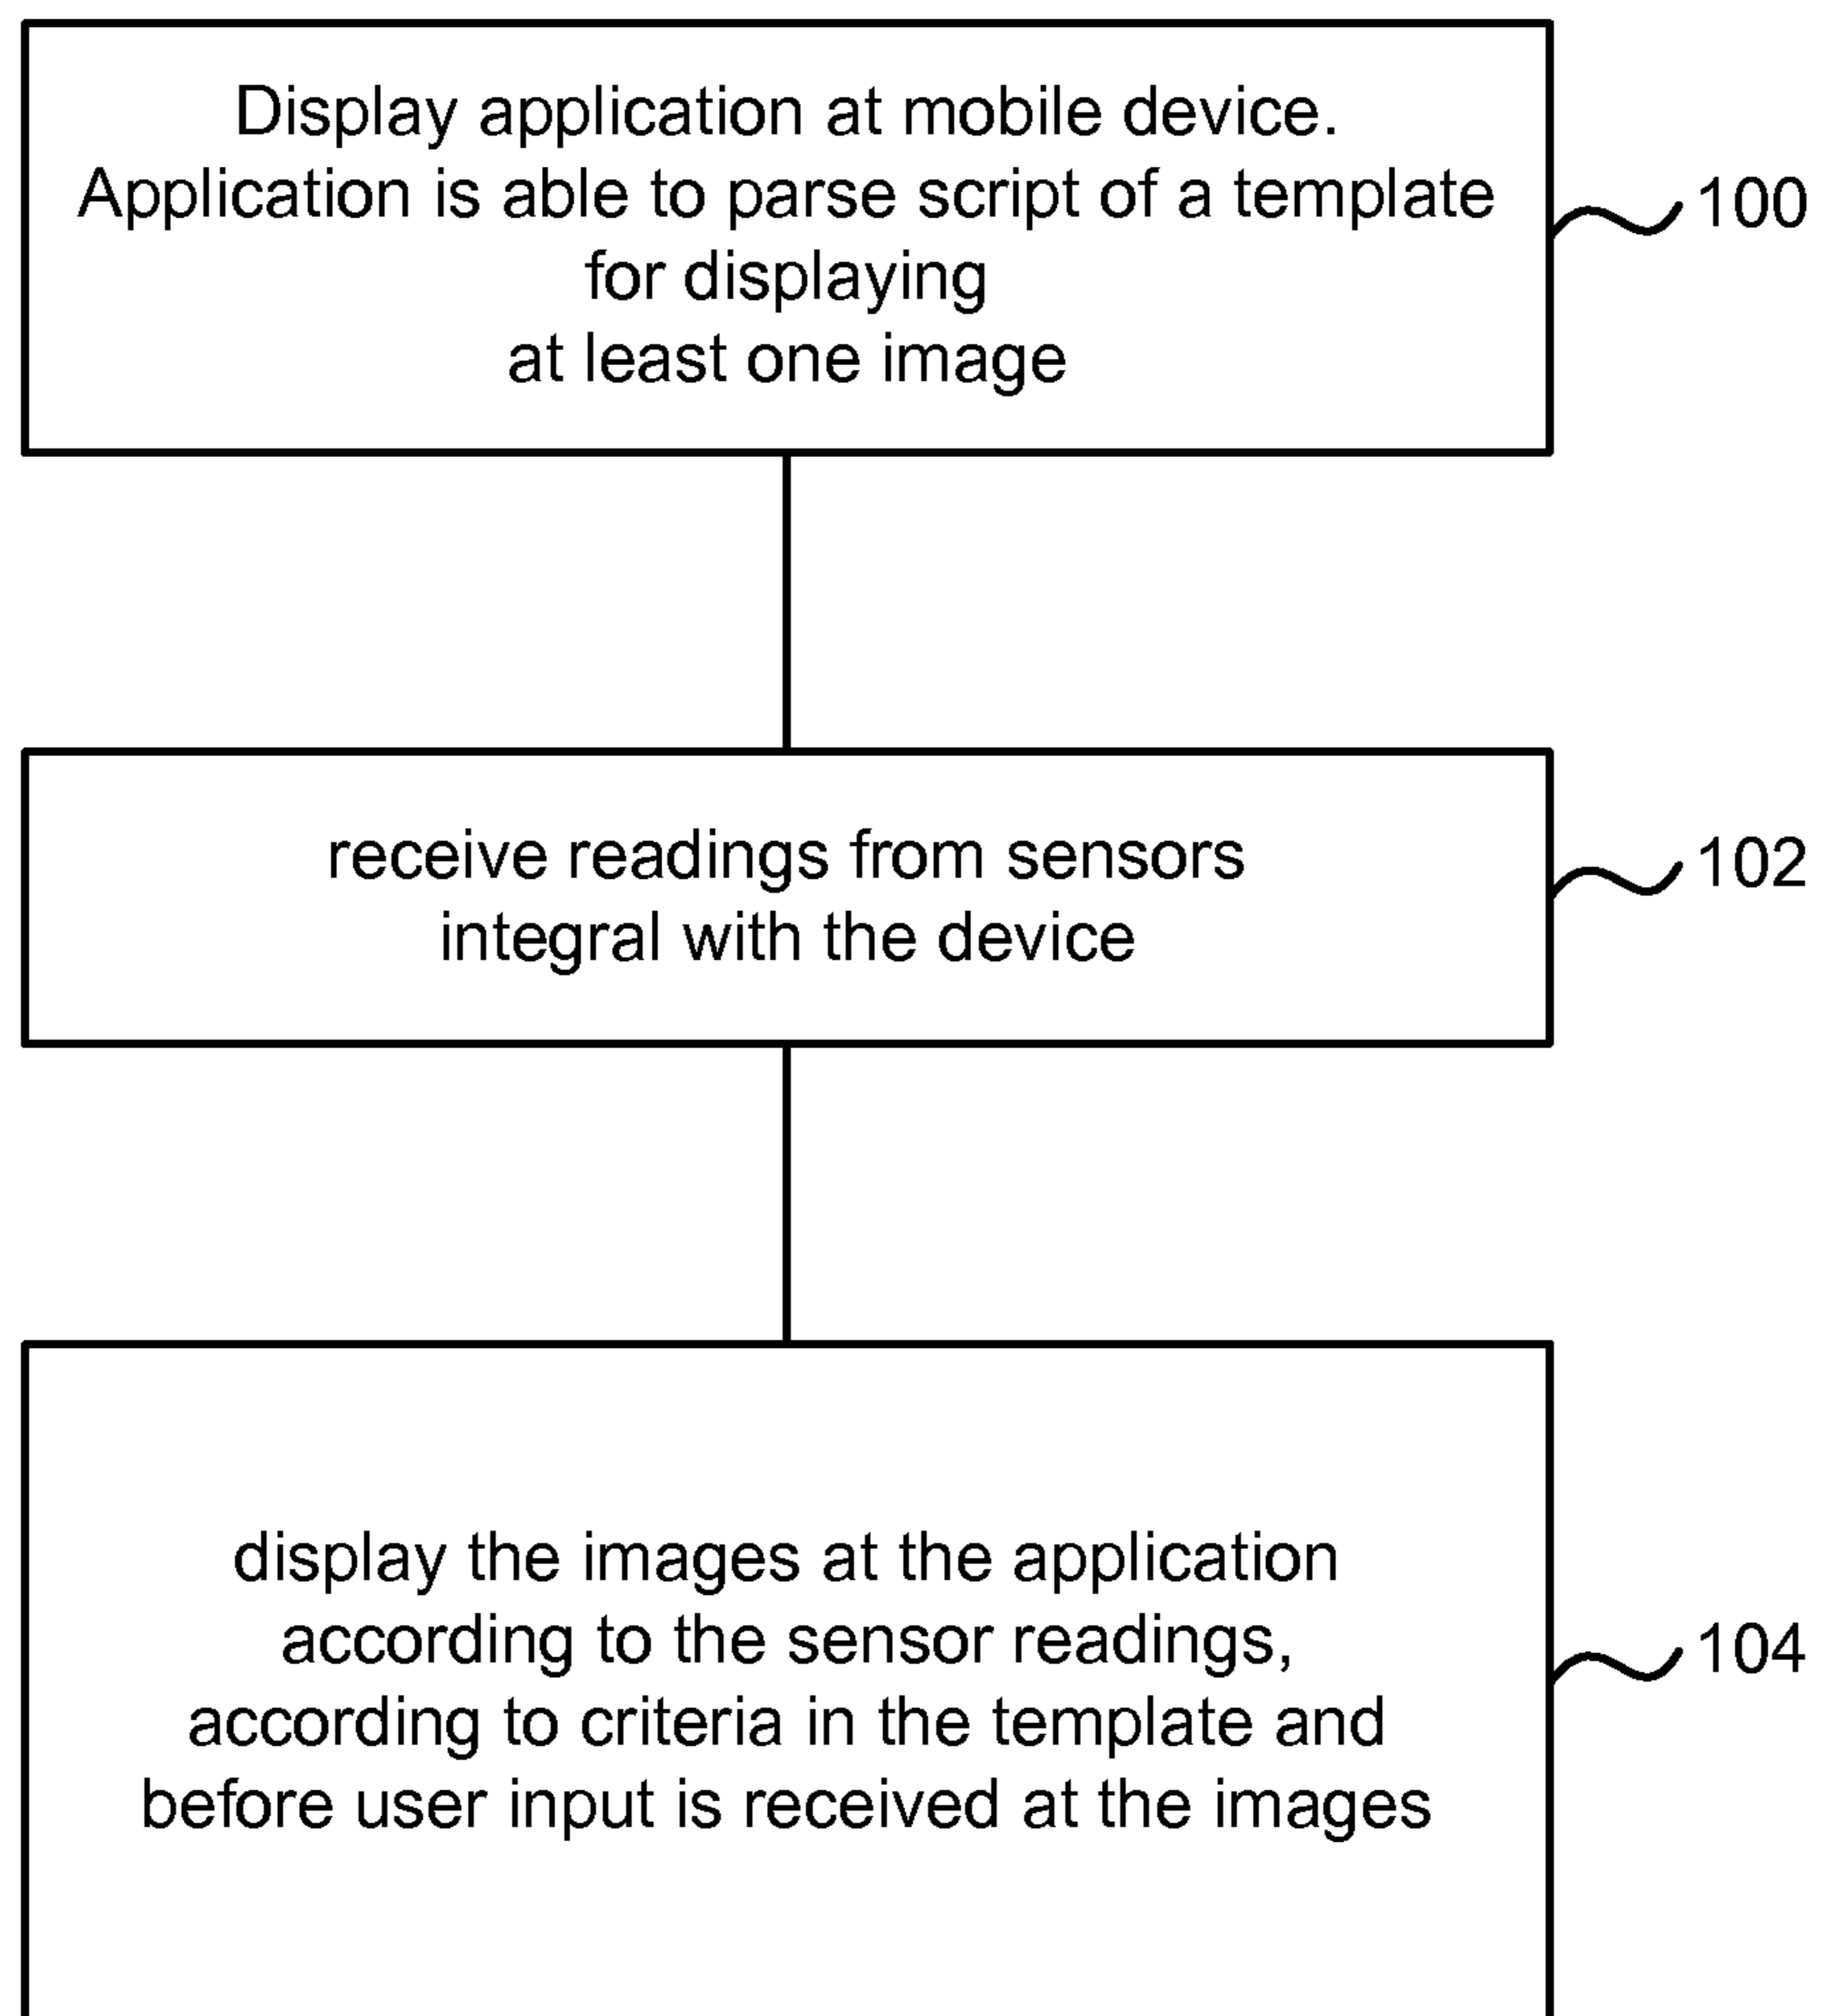 Display application at mobile device.
Application is able to parse script of a template
for displaying
at least one image
100
receive readings from sensors
integral with the device
102
display the images at the application
according to the sensor readings,
according to criteria in the template and
before user input is received at the images
104